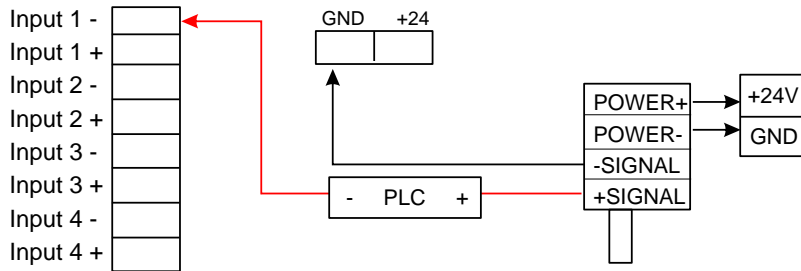 Input 1 -
Input 1 +
Input 2 -
Input 2 +
Input 3 -
Input 3 +
Input 4 -
Input 4 +
GND +24
- PLC +
POWER+
POWER-
-SIGNAL
+SIGNAL
+24V
GND